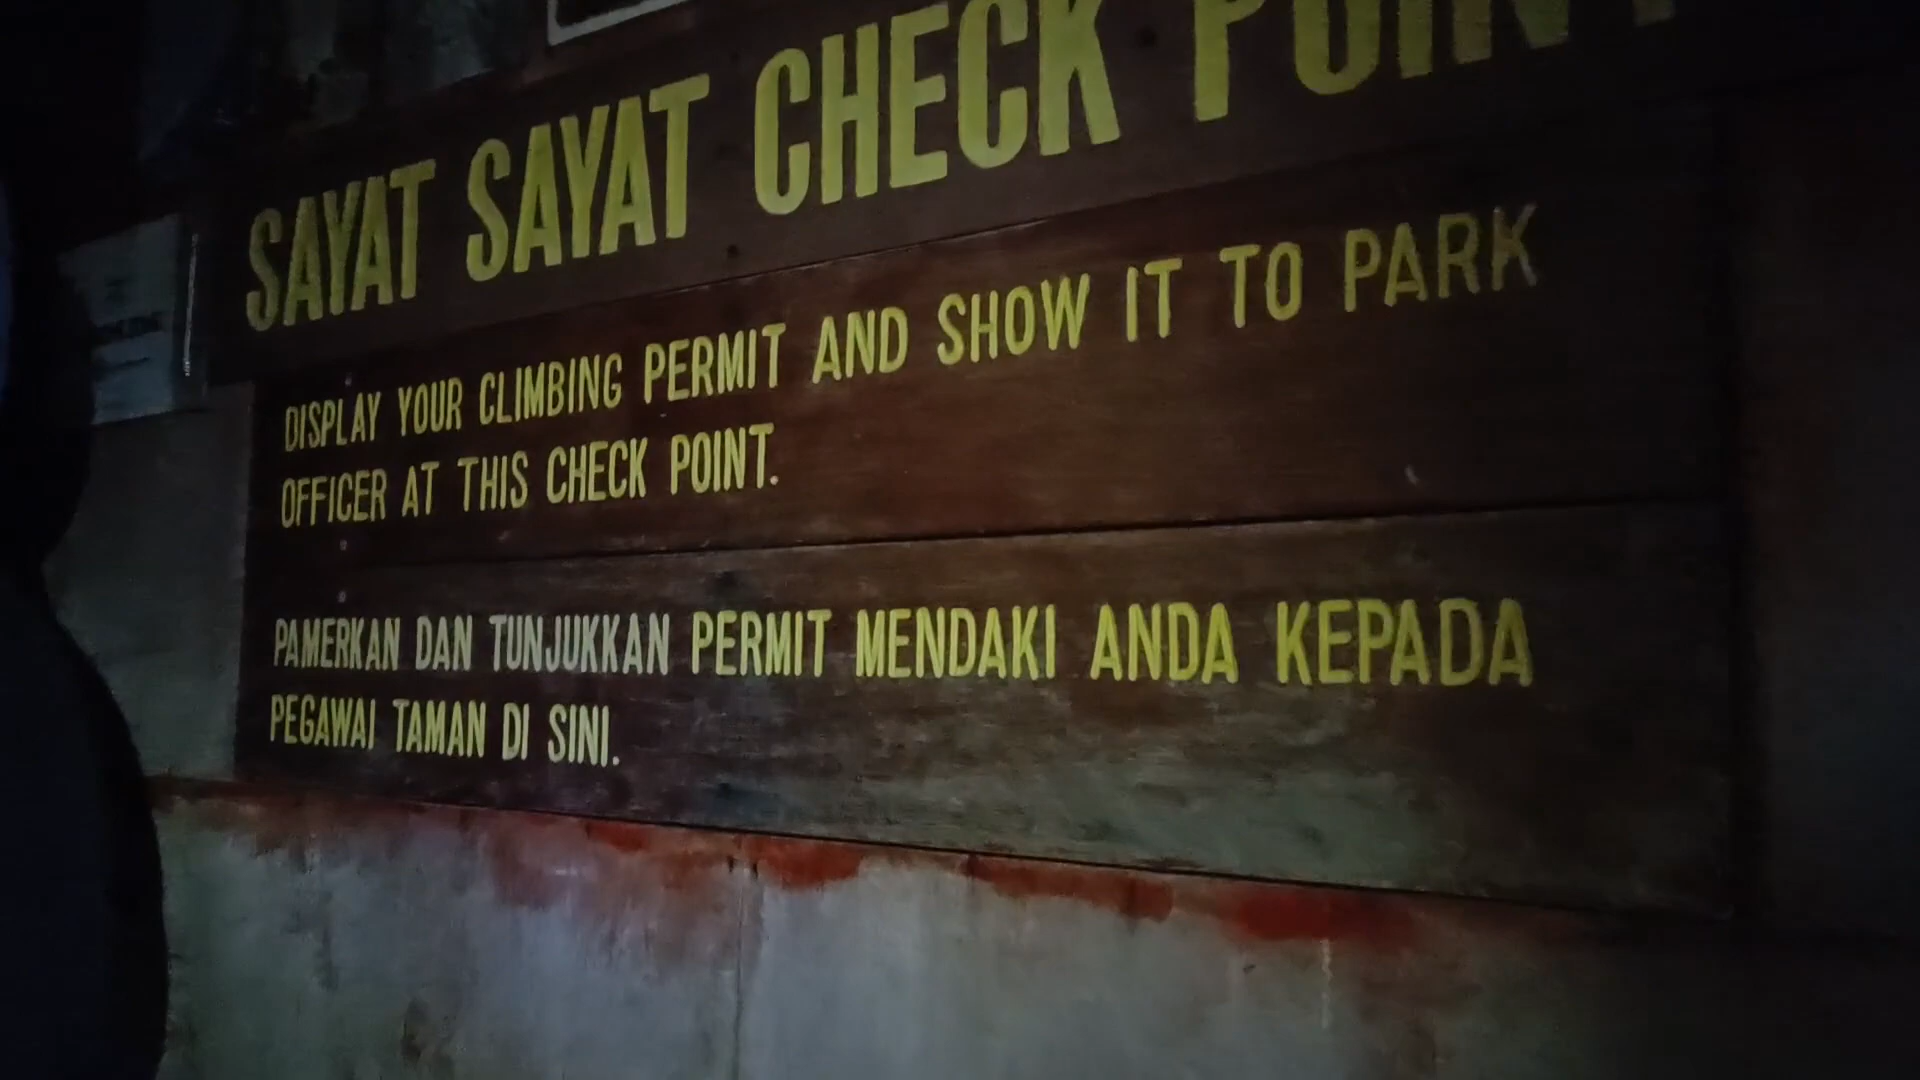 SAYAT SAYAT CHECK POINT
DISPLAY YOUR CLIMBING PERMIT AND SHOW IT TO PARK
OFFICER AT THIS CHECK POINT.
PAMERKAN DAN TUNJUKKAN PERMIT MENDAKI ANDA KEPADA
PEGAWAI TAMAN DI SINI.